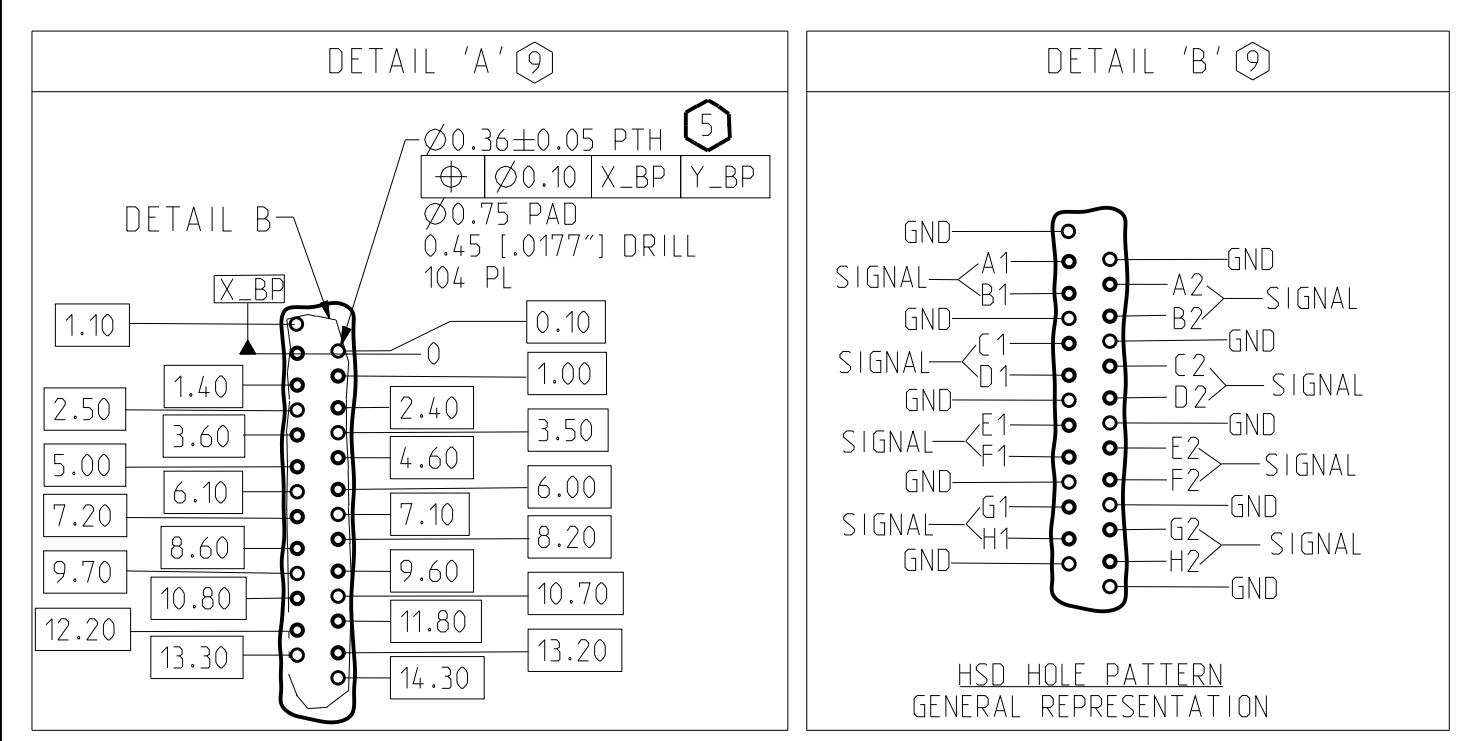 DETAIL 'A' 9
Ø0.36±0.05 PTH 5
⌖ Ø0.10 X_BP Y_BP
Ø0.75 PAD
0.45 [.0177"] DRILL
104 PL
DETAIL B
X_BP
1.10
0.10
0
1.40
1.00
2.50
2.40
3.60
3.50
5.00
4.60
6.10
6.00
7.20
7.10
8.60
8.20
9.70
9.60
10.80
10.70
12.20
11.80
13.30
13.20
14.30
DETAIL 'B' 9
GND
GND
SIGNAL A1
B1
A2 SIGNAL
B2
GND
GND
SIGNAL C1
D1
C2 SIGNAL
D2
GND
GND
SIGNAL E1
F1
E2 SIGNAL
F2
GND
GND
SIGNAL G1
H1
G2 SIGNAL
H2
GND
GND
HSD HOLE PATTERN
GENERAL REPRESENTATION